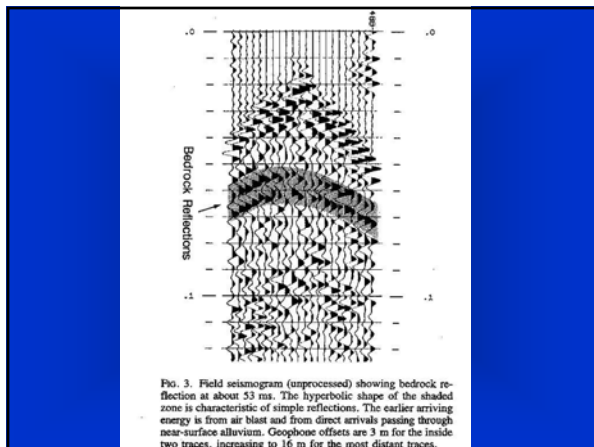 480
.0
.0
Bedrock Reflections
.1
.1
FIG. 3. Field seismogram (unprocessed) showing bedrock re-
flection at about 53 ms. The hyperbolic shape of the shaded
zone is characteristic of simple reflections. The earlier arriving
energy is from air blast and from direct arrivals passing through
near-surface alluvium. Geophone offsets are 3 m for the inside
two traces, increasing to 16 m for the most distant traces.